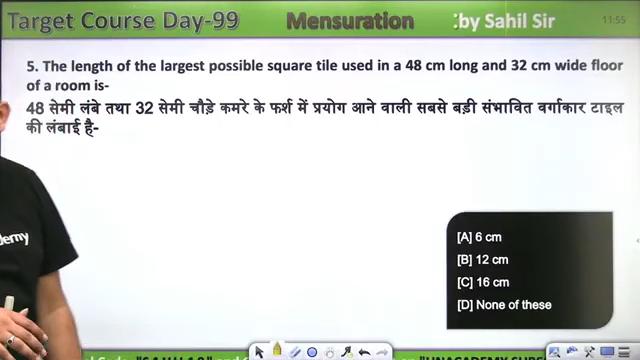 Target Course Day-99
Mensuration
:by Sahil Sir
11:55
5. The length of the largest possible square tile used in a 48 cm long and 32 cm wide floor
of a room is-
48 सेमी लंबे तथा 32 सेमी चौड़े कमरे के फर्श में प्रयोग आने वाली सबसे बड़ी संभावित वर्गाकार टाइल
की लंबाई है-
[A] 6 cm
[B] 12 cm
[C] 16 cm
[D] None of these